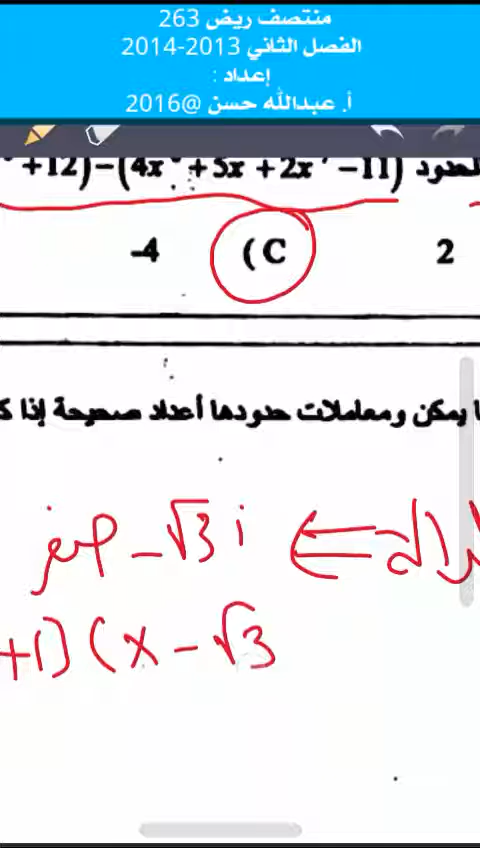 منتصف ريض 263
الفصل الثاني 2013-2014
إعداد :
أ. عبدالله حسن @2016
+12)−(4x +5x +2x −11) الحدود
2 (C -4
يمكن ومعاملات حدودها أعداد صحيحة إذا
صفر −√3 i ⇐
+1)(x − √3